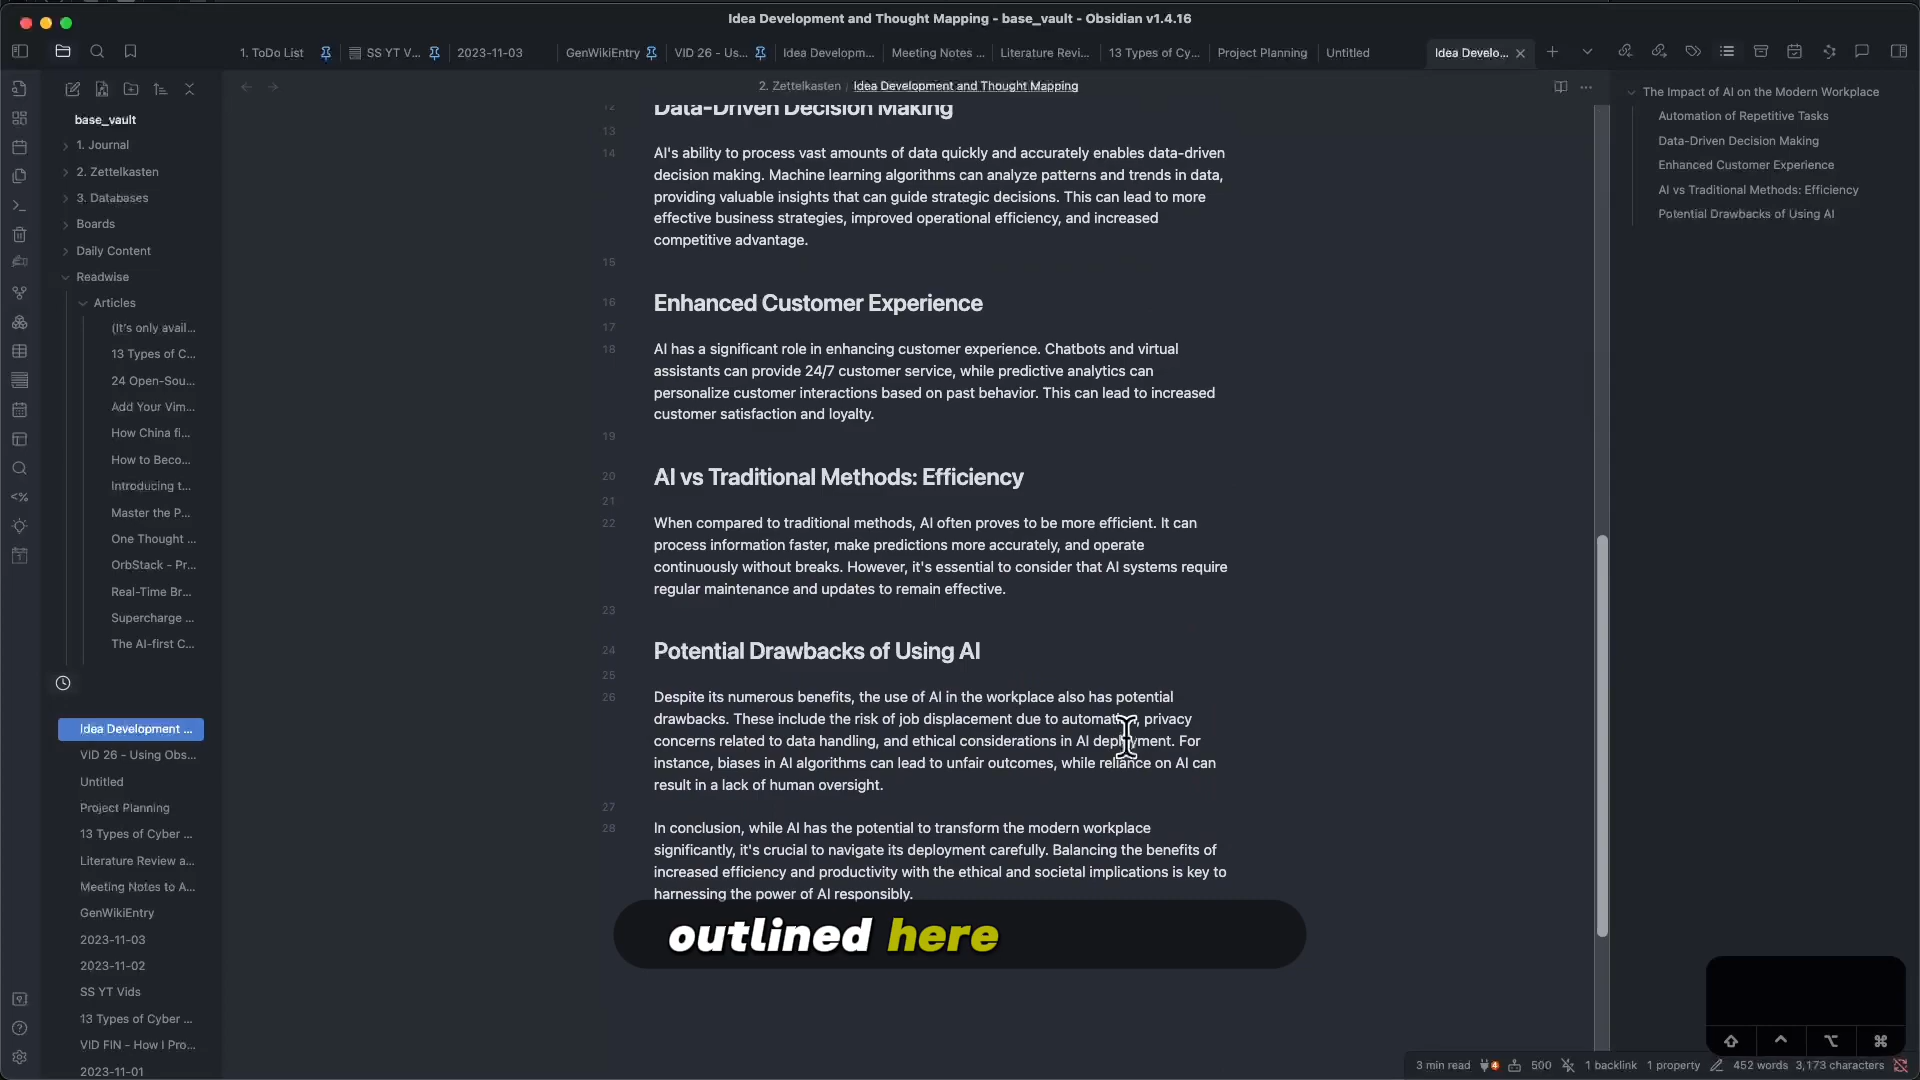 Idea Development and Thought Mapping - base_vault - Obsidian v1.4.16
1. ToDo List
SS YT V...
2023-11-03
GenWikiEntry
VID 26 - Us...
Idea Developm...
Meeting Notes ...
Literature Revi...
13 Types of Cy...
Project Planning
Untitled
Idea Develo...
2. Zettelkasten / Idea Development and Thought Mapping
base_vault
1. Journal
2. Zettelkasten
3. Databases
Boards
Daily Content
Readwise
Articles
(It's only avail...
13 Types of C...
24 Open-Sou...
Add Your Vim...
How China fi...
How to Beco...
Introducing t...
Master the P...
One Thought ...
OrbStack - Pr...
Real-Time Br...
Supercharge ...
The AI-first C...
Idea Development ...
VID 26 - Using Obs...
Untitled
Project Planning
13 Types of Cyber ...
Literature Review a...
Meeting Notes to A...
GenWikiEntry
2023-11-03
2023-11-02
SS YT Vids
13 Types of Cyber ...
VID FIN - How I Pro...
2023-11-01
12 Data-Driven Decision Making
13
14 AI's ability to process vast amounts of data quickly and accurately enables data-driven
decision making. Machine learning algorithms can analyze patterns and trends in data,
providing valuable insights that can guide strategic decisions. This can lead to more
effective business strategies, improved operational efficiency, and increased
competitive advantage.
15
16 Enhanced Customer Experience
17
18 AI has a significant role in enhancing customer experience. Chatbots and virtual
assistants can provide 24/7 customer service, while predictive analytics can
personalize customer interactions based on past behavior. This can lead to increased
customer satisfaction and loyalty.
19
20 AI vs Traditional Methods: Efficiency
21
22 When compared to traditional methods, AI often proves to be more efficient. It can
process information faster, make predictions more accurately, and operate
continuously without breaks. However, it's essential to consider that AI systems require
regular maintenance and updates to remain effective.
23
24 Potential Drawbacks of Using AI
25
26 Despite its numerous benefits, the use of AI in the workplace also has potential
drawbacks. These include the risk of job displacement due to automation, privacy
concerns related to data handling, and ethical considerations in AI deployment. For
instance, biases in AI algorithms can lead to unfair outcomes, while reliance on AI can
result in a lack of human oversight.
27
28 In conclusion, while AI has the potential to transform the modern workplace
significantly, it's crucial to navigate its deployment carefully. Balancing the benefits of
increased efficiency and productivity with the ethical and societal implications is key to
harnessing the power of AI responsibly.
outlined here
The Impact of AI on the Modern Workplace
Automation of Repetitive Tasks
Data-Driven Decision Making
Enhanced Customer Experience
AI vs Traditional Methods: Efficiency
Potential Drawbacks of Using AI
3 min read
4
500
1 backlink
1 property
452 words
3,173 characters